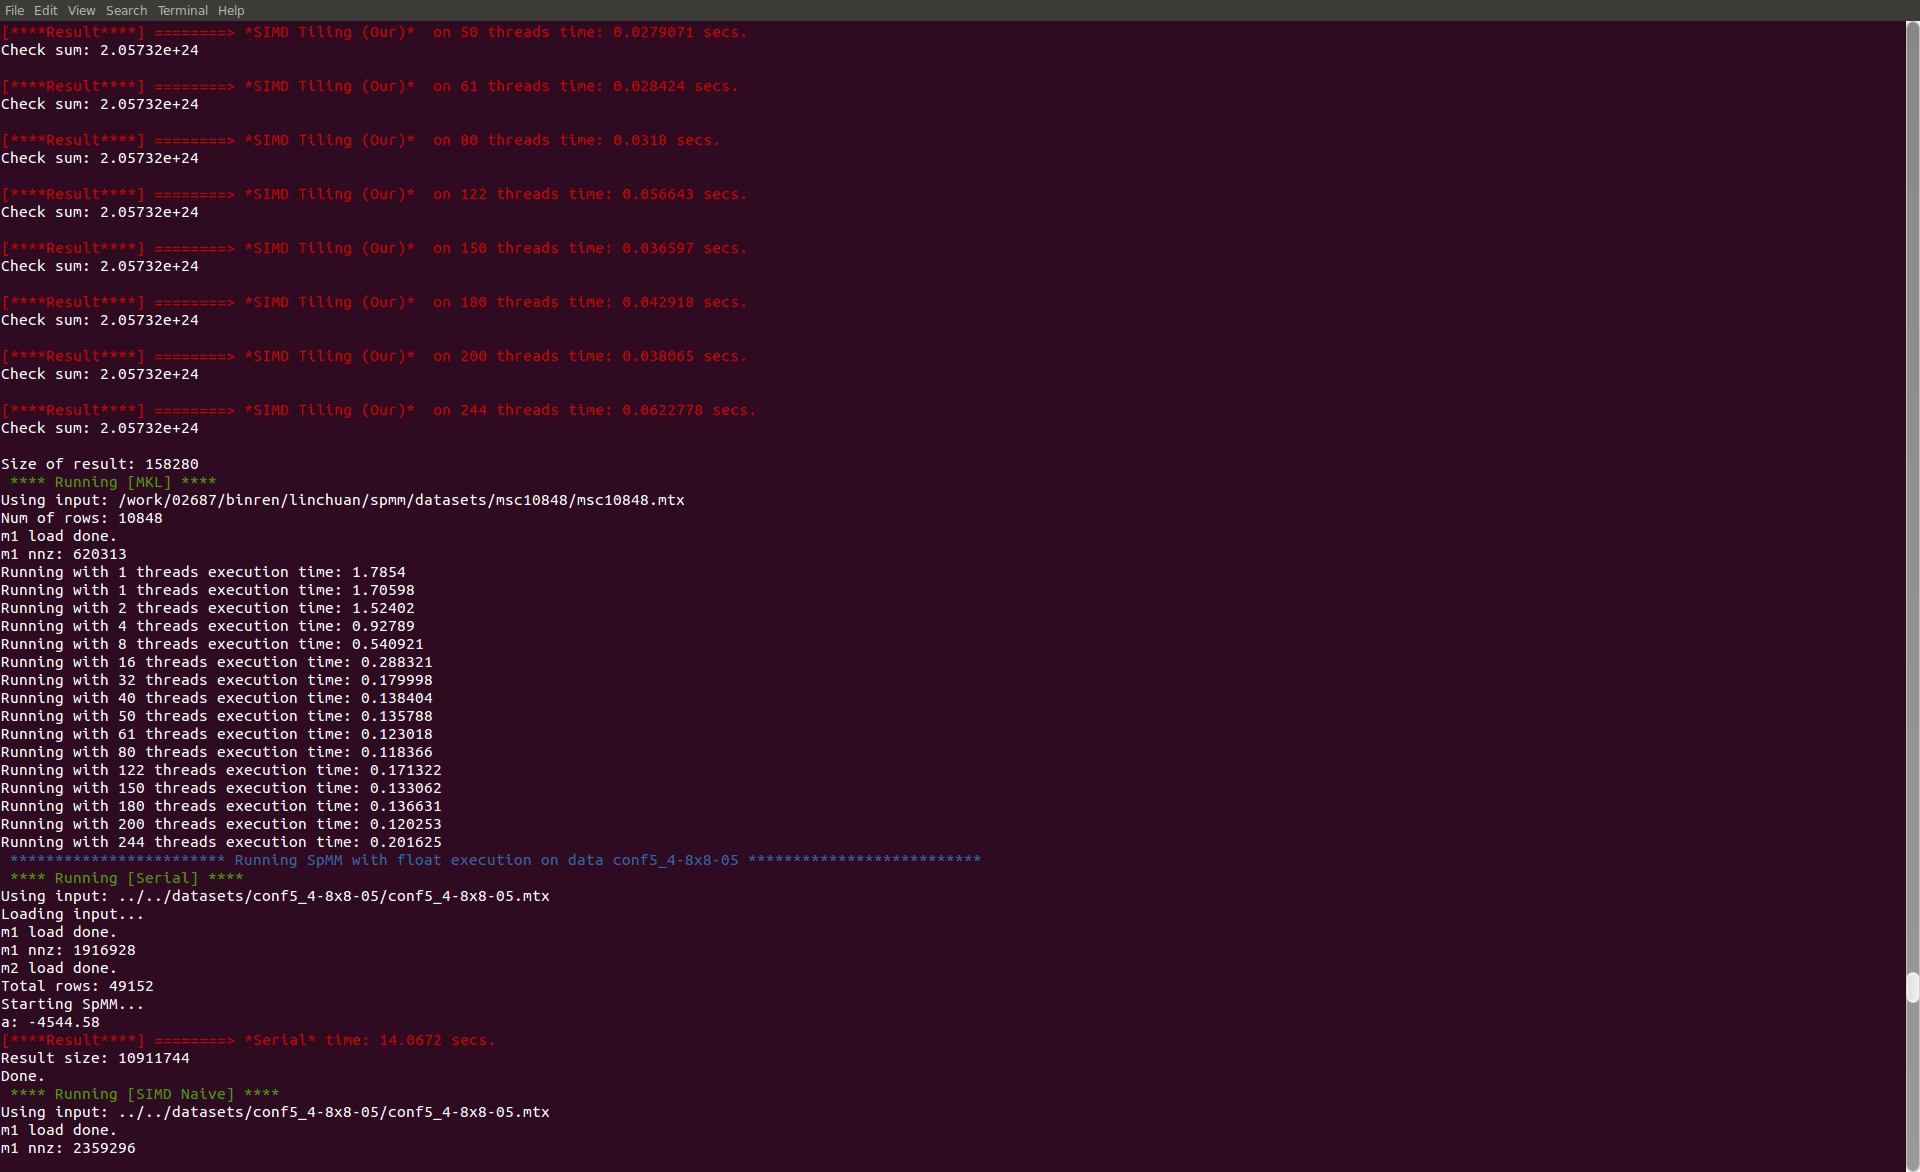 File Edit View Search Terminal Help
[****Result****] ========> *SIMD Tiling (Our)*  on 50 threads time: 0.0279071 secs.
Check sum: 2.05732e+24
[****Result****] ========> *SIMD Tiling (Our)*  on 61 threads time: 0.028424 secs.
Check sum: 2.05732e+24
[****Result****] ========> *SIMD Tiling (Our)*  on 80 threads time: 0.0318 secs.
Check sum: 2.05732e+24
[****Result****] ========> *SIMD Tiling (Our)*  on 122 threads time: 0.056643 secs.
Check sum: 2.05732e+24
[****Result****] ========> *SIMD Tiling (Our)*  on 150 threads time: 0.036597 secs.
Check sum: 2.05732e+24
[****Result****] ========> *SIMD Tiling (Our)*  on 180 threads time: 0.042918 secs.
Check sum: 2.05732e+24
[****Result****] ========> *SIMD Tiling (Our)*  on 200 threads time: 0.038065 secs.
Check sum: 2.05732e+24
[****Result****] ========> *SIMD Tiling (Our)*  on 244 threads time: 0.0622778 secs.
Check sum: 2.05732e+24
Size of result: 158280
**** Running [MKL] ****
Using input: /work/02687/binren/linchuan/spmm/datasets/msc10848/msc10848.mtx
Num of rows: 10848
m1 load done.
m1 nnz: 620313
Running with 1 threads execution time: 1.7854
Running with 1 threads execution time: 1.70598
Running with 2 threads execution time: 1.52402
Running with 4 threads execution time: 0.92789
Running with 8 threads execution time: 0.540921
Running with 16 threads execution time: 0.288321
Running with 32 threads execution time: 0.179998
Running with 40 threads execution time: 0.138404
Running with 50 threads execution time: 0.135788
Running with 61 threads execution time: 0.123018
Running with 80 threads execution time: 0.118366
Running with 122 threads execution time: 0.171322
Running with 150 threads execution time: 0.133062
Running with 180 threads execution time: 0.136631
Running with 200 threads execution time: 0.120253
Running with 244 threads execution time: 0.201625
************************ Running SpMM with float execution on data conf5_4-8x8-05 **************************
**** Running [Serial] ****
Using input: ../../datasets/conf5_4-8x8-05/conf5_4-8x8-05.mtx
Loading input...
m1 load done.
m1 nnz: 1916928
m2 load done.
Total rows: 49152
Starting SpMM...
a: -4544.58
[****Result****] ========> *Serial* time: 14.0672 secs.
Result size: 10911744
Done.
**** Running [SIMD Naive] ****
Using input: ../../datasets/conf5_4-8x8-05/conf5_4-8x8-05.mtx
m1 load done.
m1 nnz: 2359296